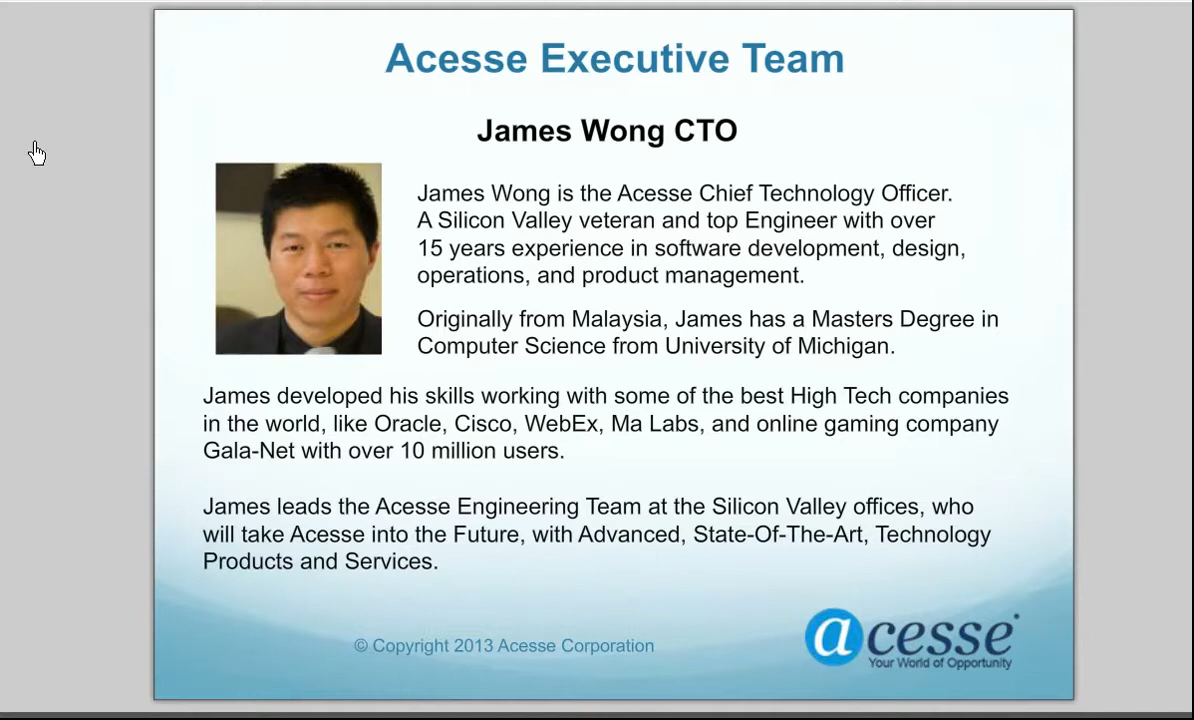 Acesse Executive Team
James Wong CTO
James Wong is the Acesse Chief Technology Officer.
A Silicon Valley veteran and top Engineer with over
15 years experience in software development, design,
operations, and product management.
Originally from Malaysia, James has a Masters Degree in
Computer Science from University of Michigan.
James developed his skills working with some of the best High Tech companies
in the world, like Oracle, Cisco, WebEx, Ma Labs, and online gaming company
Gala-Net with over 10 million users.
James leads the Acesse Engineering Team at the Silicon Valley offices, who
will take Acesse into the Future, with Advanced, State-Of-The-Art, Technology
Products and Services.
© Copyright 2013 Acesse Corporation
acesse
Your World of Opportunity